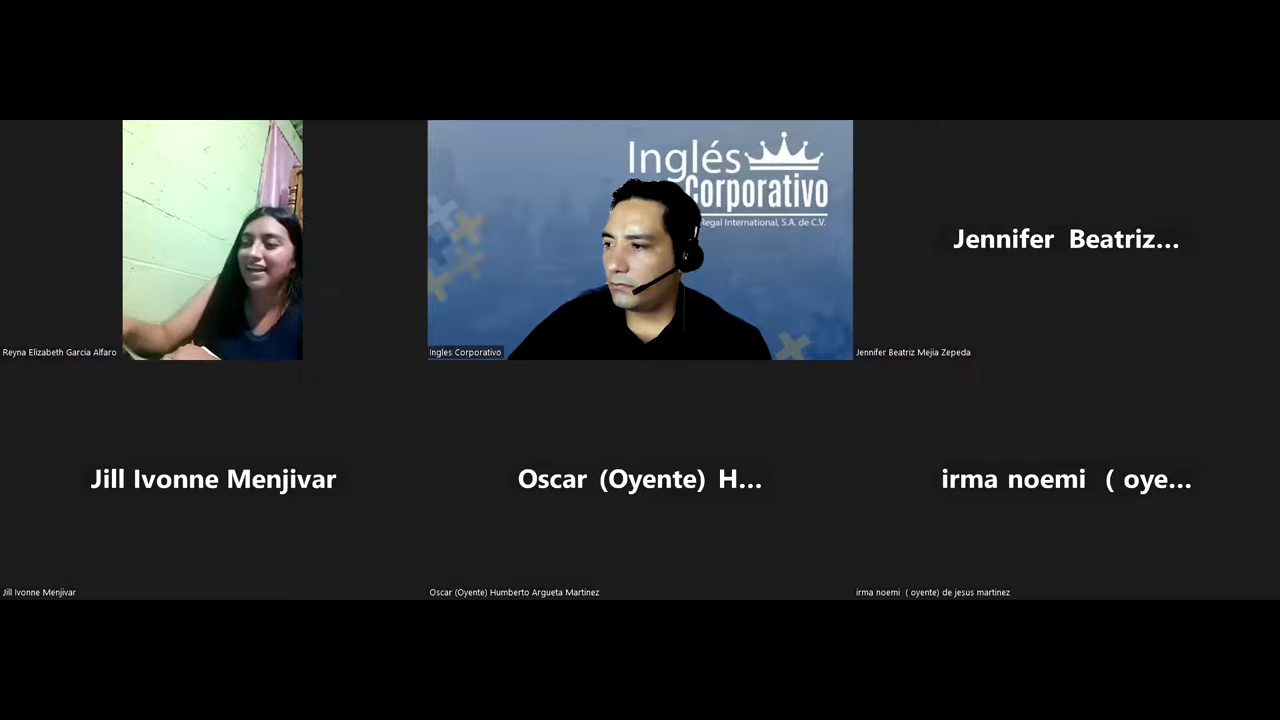 Inglés
Corporativo
Regal International, S.A. de C.V.
Jennifer Beatriz...
Reyna Elizabeth Garcia Alfaro
Ingles Corporativo
Jennifer Beatriz Mejia Zepeda
Jill Ivonne Menjivar
Oscar (Oyente) H...
irma noemi ( oye...
Jill Ivonne Menjivar
Oscar (Oyente) Humberto Argueta Martinez
irma noemi ( oyente) de jesus martinez